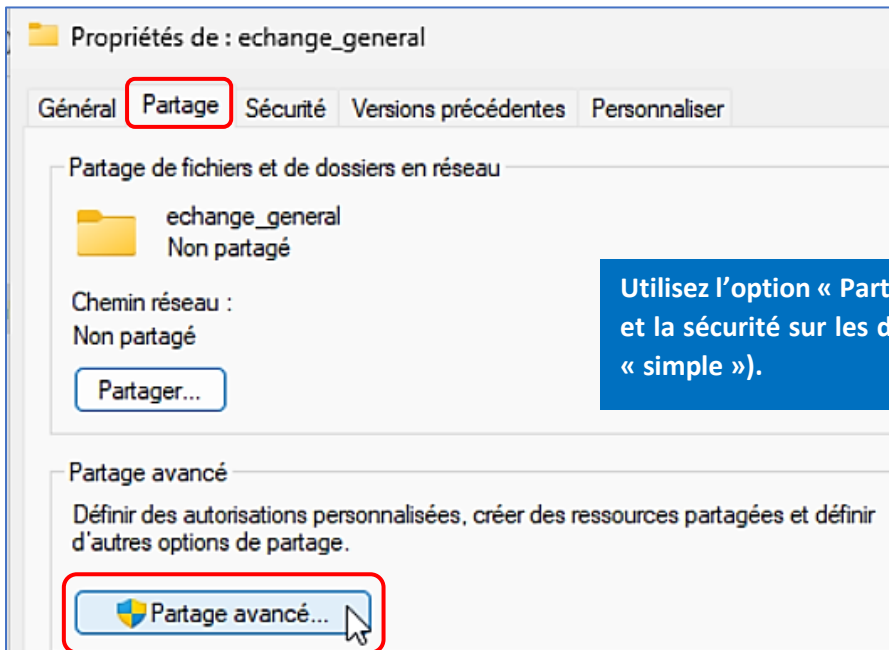 Propriétés de : echange_general
Général Partage Sécurité Versions précédentes Personnaliser
Partage de fichiers et de dossiers en réseau
echange_general
Non partagé
Chemin réseau :
Non partagé
Partager...
Utilisez l’option « Part
et la sécurité sur les d
« simple »).
Partage avancé
Définir des autorisations personnalisées, créer des ressources partagées et définir
d'autres options de partage.
Partage avancé...